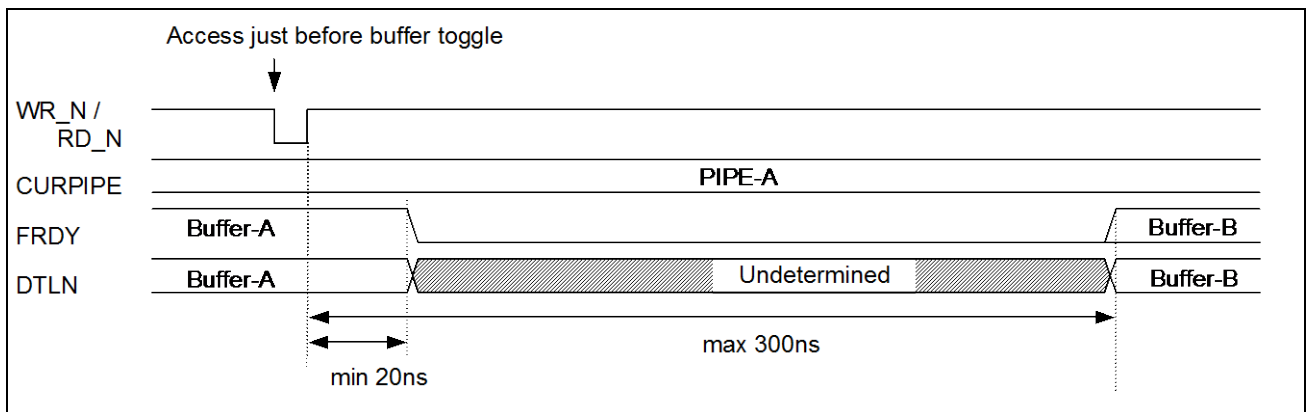 Access just before buffer toggle
WR_N /
RD_N
CURPIPE
PIPE-A
FRDY
Buffer-A
Buffer-B
DTLN
Buffer-A
Undetermined
Buffer-B
max 300ns
min 20ns